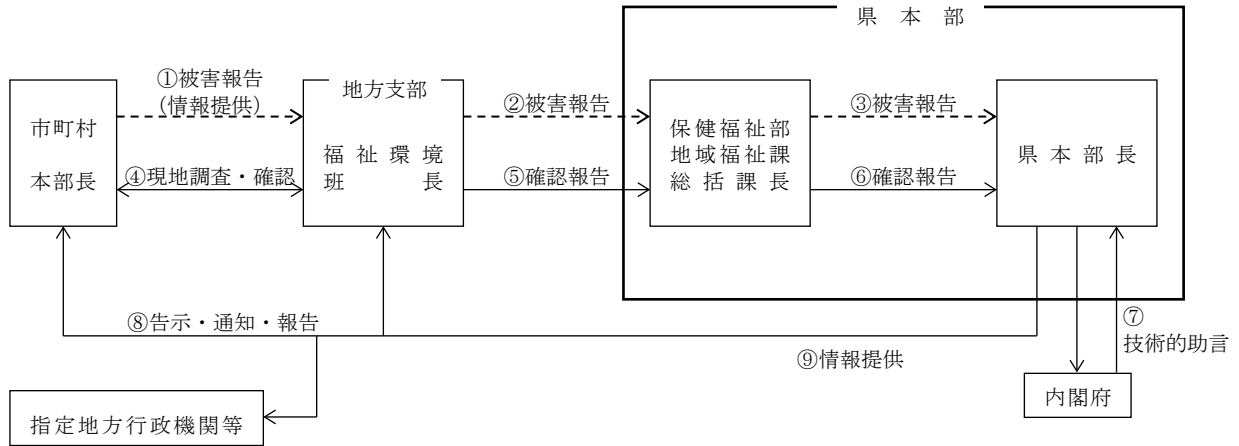 県本部
①被害報告
(情報提供)
地方支部
②被害報告
③被害報告
市町村
本部長
福祉環境
班長
保健福祉部
地域福祉課
総括課長
県本部長
④現地調査・確認
⑤確認報告
⑥確認報告
⑧告示・通知・報告
⑦
技術的助言
⑨情報提供
内閣府
指定地方行政機関等